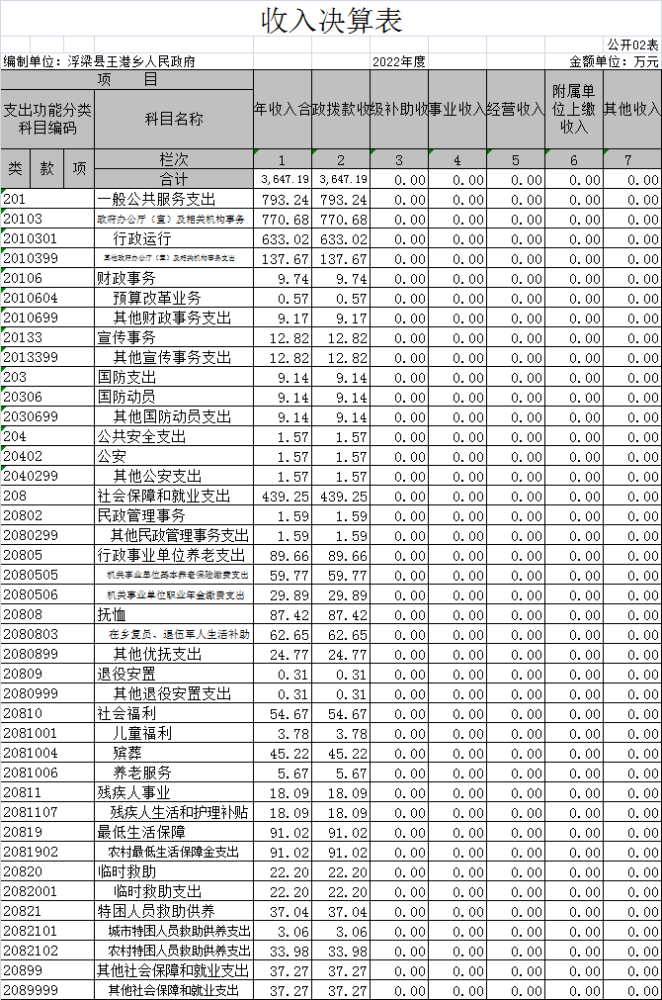 收入决算表
公开02表
编制单位：浮梁县王港乡人民政府 2022年度 金额单位：万元
项 目 年收入合 政拨款收 级补助收 事业收入 经营收入 附属单位上缴收入 其他收入
支出功能分类科目编码 科目名称
类 款 项 栏次 1 2 3 4 5 6 7
合计 3,647.19 3,647.19 0.00 0.00 0.00 0.00 0.00
201 一般公共服务支出 793.24 793.24 0.00 0.00 0.00 0.00 0.00
20103 政府办公厅（室）及相关机构事务 770.68 770.68 0.00 0.00 0.00 0.00 0.00
2010301 行政运行 633.02 633.02 0.00 0.00 0.00 0.00 0.00
2010399 其他政府办公厅（室）及相关机构事务支出 137.67 137.67 0.00 0.00 0.00 0.00 0.00
20106 财政事务 9.74 9.74 0.00 0.00 0.00 0.00 0.00
2010604 预算改革业务 0.57 0.57 0.00 0.00 0.00 0.00 0.00
2010699 其他财政事务支出 9.17 9.17 0.00 0.00 0.00 0.00 0.00
20133 宣传事务 12.82 12.82 0.00 0.00 0.00 0.00 0.00
2013399 其他宣传事务支出 12.82 12.82 0.00 0.00 0.00 0.00 0.00
203 国防支出 9.14 9.14 0.00 0.00 0.00 0.00 0.00
20306 国防动员 9.14 9.14 0.00 0.00 0.00 0.00 0.00
2030699 其他国防动员支出 9.14 9.14 0.00 0.00 0.00 0.00 0.00
204 公共安全支出 1.57 1.57 0.00 0.00 0.00 0.00 0.00
20402 公安 1.57 1.57 0.00 0.00 0.00 0.00 0.00
2040299 其他公安支出 1.57 1.57 0.00 0.00 0.00 0.00 0.00
208 社会保障和就业支出 439.25 439.25 0.00 0.00 0.00 0.00 0.00
20802 民政管理事务 1.59 1.59 0.00 0.00 0.00 0.00 0.00
2080299 其他民政管理事务支出 1.59 1.59 0.00 0.00 0.00 0.00 0.00
20805 行政事业单位养老支出 89.66 89.66 0.00 0.00 0.00 0.00 0.00
2080505 机关事业单位基本养老保险缴费支出 59.77 59.77 0.00 0.00 0.00 0.00 0.00
2080506 机关事业单位职业年金缴费支出 29.89 29.89 0.00 0.00 0.00 0.00 0.00
20808 抚恤 87.42 87.42 0.00 0.00 0.00 0.00 0.00
2080803 在乡复员、退伍军人生活补助 62.65 62.65 0.00 0.00 0.00 0.00 0.00
2080899 其他优抚支出 24.77 24.77 0.00 0.00 0.00 0.00 0.00
20809 退役安置 0.31 0.31 0.00 0.00 0.00 0.00 0.00
2080999 其他退役安置支出 0.31 0.31 0.00 0.00 0.00 0.00 0.00
20810 社会福利 54.67 54.67 0.00 0.00 0.00 0.00 0.00
2081001 儿童福利 3.78 3.78 0.00 0.00 0.00 0.00 0.00
2081004 殡葬 45.22 45.22 0.00 0.00 0.00 0.00 0.00
2081006 养老服务 5.67 5.67 0.00 0.00 0.00 0.00 0.00
20811 残疾人事业 18.09 18.09 0.00 0.00 0.00 0.00 0.00
2081107 残疾人生活和护理补贴 18.09 18.09 0.00 0.00 0.00 0.00 0.00
20819 最低生活保障 91.02 91.02 0.00 0.00 0.00 0.00 0.00
2081902 农村最低生活保障金支出 91.02 91.02 0.00 0.00 0.00 0.00 0.00
20820 临时救助 22.20 22.20 0.00 0.00 0.00 0.00 0.00
2082001 临时救助支出 22.20 22.20 0.00 0.00 0.00 0.00 0.00
20821 特困人员救助供养 37.04 37.04 0.00 0.00 0.00 0.00 0.00
2082101 城市特困人员救助供养支出 3.06 3.06 0.00 0.00 0.00 0.00 0.00
2082102 农村特困人员救助供养支出 33.98 33.98 0.00 0.00 0.00 0.00 0.00
20899 其他社会保障和就业支出 37.27 37.27 0.00 0.00 0.00 0.00 0.00
2089999 其他社会保障和就业支出 37.27 37.27 0.00 0.00 0.00 0.00 0.00